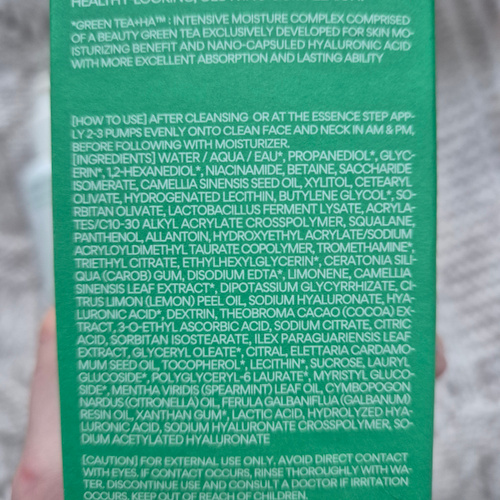 *GREEN TEA+HA™ : INTENSIVE MOISTURE COMPLEX COMPRISED
OF A BEAUTY GREEN TEA EXCLUSIVELY DEVELOPED FOR SKIN MO-
ISTURIZING BENEFIT AND NANO-CAPSULED HYALURONIC ACID
WITH MORE EXCELLENT ABSORPTION AND LASTING ABILITY
[HOW TO USE] AFTER CLEANSING OR AT THE ESSENCE STEP APP-
LY 2-3 PUMPS EVENLY ONTO CLEAN FACE AND NECK IN AM & PM,
BEFORE FOLLOWING WITH MOISTURIZER.
[INGREDIENTS] WATER / AQUA / EAU*, PROPANEDIOL*, GLYC-
ERIN*, 1,2-HEXANEDIOL*, NIACINAMIDE, BETAINE, SACCHARIDE
ISOMERATE, CAMELLIA SINENSIS SEED OIL, XYLITOL, CETEARYL
OLIVATE, HYDROGENATED LECITHIN, BUTYLENE GLYCOL*, SO-
RBITAN OLIVATE, LACTOBACILLUS FERMENT LYSATE, ACRYLA-
TES/C10-30 ALKYL ACRYLATE CROSSPOLYMER, SQUALANE,
PANTHENOL, ALLANTOIN, HYDROXYETHYL ACRYLATE/SODIUM
ACRYLOYLDIMETHYL TAURATE COPOLYMER, TROMETHAMINE*,
TRIETHYL CITRATE, ETHYLHEXYLGLYCERIN*, CERATONIA SILI-
QUA (CAROB) GUM, DISODIUM EDTA*, LIMONENE, CAMELLIA
SINENSIS LEAF EXTRACT*, DIPOTASSIUM GLYCYRRHIZATE, CI-
TRUS LIMON (LEMON) PEEL OIL, SODIUM HYALURONATE, HYA-
LURONIC ACID*, DEXTRIN, THEOBROMA CACAO (COCOA) EX-
TRACT, 3-O-ETHYL ASCORBIC ACID, SODIUM CITRATE, CITRIC
ACID, SORBITAN ISOSTEARATE, ILEX PARAGUARIENSIS LEAF
EXTRACT, GLYCERYL OLEATE*, CITRAL, ELETTARIA CARDAMO-
MUM SEED OIL, TOCOPHEROL*, LECITHIN*, SUCROSE, LAURYL
GLUCOSIDE*, POLYGLYCERYL-6 LAURATE*, MYRISTYL GLUCO-
SIDE*, MENTHA VIRIDIS (SPEARMINT) LEAF OIL, CYMBOPOGON
NARDUS (CITRONELLA) OIL, FERULA GALBANIFLUA (GALBANUM)
RESIN OIL, XANTHAN GUM*, LACTIC ACID, HYDROLYZED HYA-
LURONIC ACID, SODIUM HYALURONATE CROSSPOLYMER, SO-
DIUM ACETYLATED HYALURONATE
[CAUTION] FOR EXTERNAL USE ONLY. AVOID DIRECT CONTACT
WITH EYES. IF CONTACT OCCURS, RINSE THOROUGHLY WITH WA-
TER. DISCONTINUE USE AND CONSULT A DOCTOR IF IRRITATION
OCCURS. KEEP OUT OF REACH OF CHILDREN.